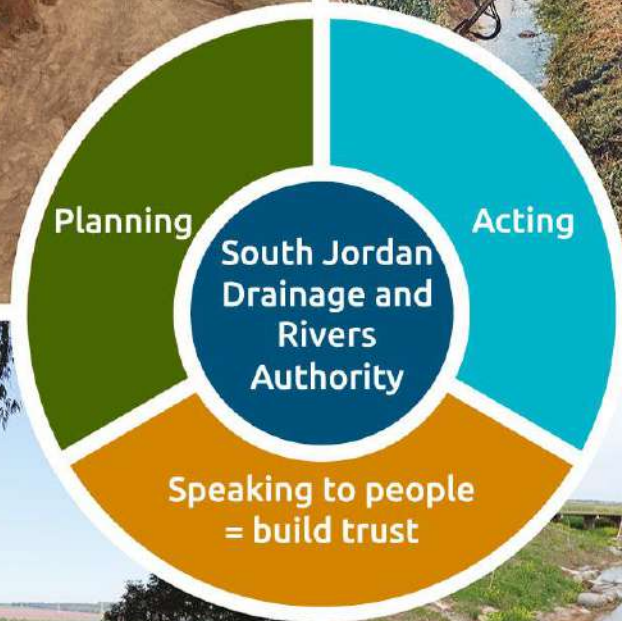 Planning
Acting
South Jordan
Drainage and
Rivers
Authority
Speaking to people
= build trust